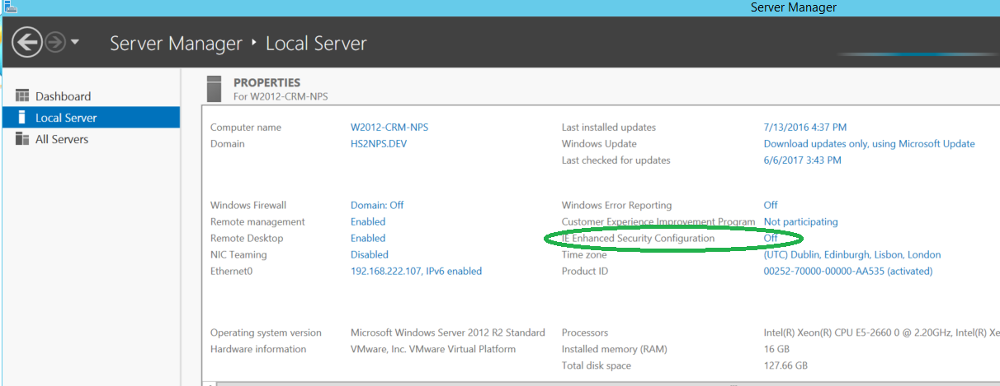 Server Manager
Server Manager ‣ Local Server
Dashboard
Local Server
All Servers
PROPERTIES
For W2012-CRM-NPS
Computer name W2012-CRM-NPS
Domain HS2NPS.DEV
Last installed updates 7/13/2016 4:37 PM
Windows Update Download updates only, using Microsoft Update
Last checked for updates 6/6/2017 3:43 PM
Windows Firewall Domain: Off
Remote management Enabled
Remote Desktop Enabled
NIC Teaming Disabled
Ethernet0 192.168.222.107, IPv6 enabled
Windows Error Reporting Off
Customer Experience Improvement Program Not participating
IE Enhanced Security Configuration Off
Time zone (UTC) Dublin, Edinburgh, Lisbon, London
Product ID 00252-70000-00000-AA535 (activated)
Operating system version Microsoft Windows Server 2012 R2 Standard
Hardware information VMware, Inc. VMware Virtual Platform
Processors Intel(R) Xeon(R) CPU E5-2660 0 @ 2.20GHz, Intel(R) Xe
Installed memory (RAM) 16 GB
Total disk space 127.66 GB